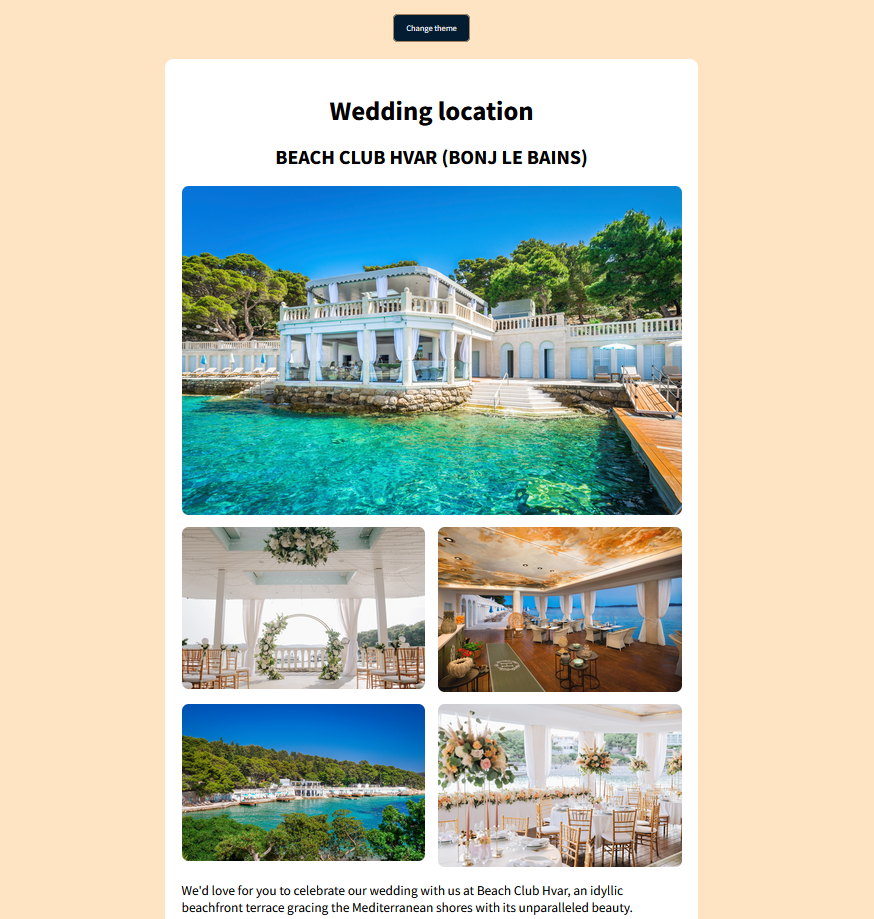 Change theme
Wedding location
BEACH CLUB HVAR (BONJ LE BAINS)
We'd love for you to celebrate our wedding with us at Beach Club Hvar, an idyllic
beachfront terrace gracing the Mediterranean shores with its unparalleled beauty.